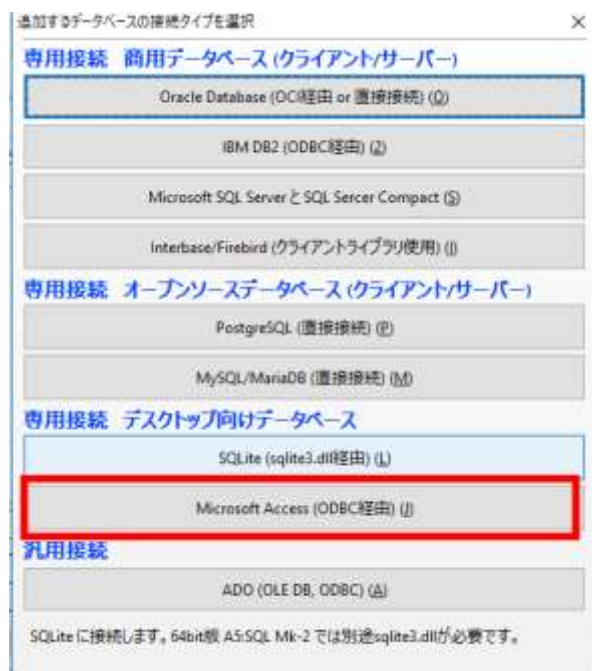 追加するデータベースの接続タイプを選択
専用接続 商用データベース (クライアント/サーバー)
Oracle Database (OCI経由 or 直接接続) (O)
IBM DB2 (ODBC経由) (2)
Microsoft SQL Server と SQL Sercer Compact (S)
Interbase/Firebird (クライアントライブラリ使用) (I)
専用接続 オープンソースデータベース (クライアント/サーバー)
PostgreSQL (直接接続) (P)
MySQL/MariaDB (直接接続) (M)
専用接続 デスクトップ向けデータベース
SQLite (sqlite3.dll経由) (L)
Microsoft Access (ODBC経由) (J)
汎用接続
ADO (OLE DB, ODBC) (A)
SQLite に接続します。64bit版 A5:SQL Mk-2 では別途sqlite3.dllが必要です。